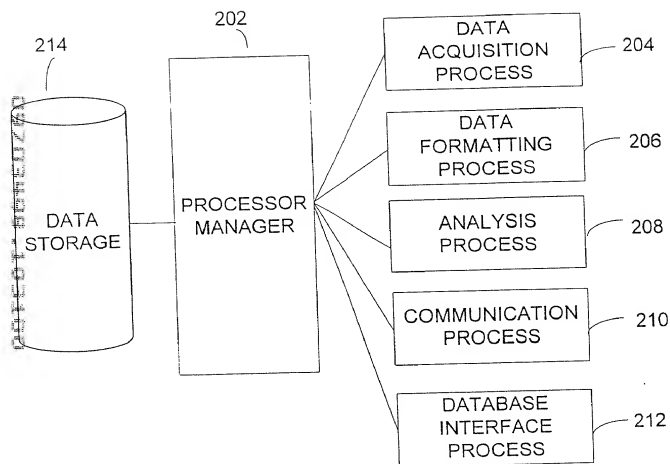 214
202
DATA
ACQUISITION
PROCESS
204
DATA
FORMATTING
PROCESS
206
DATA
STORAGE
PROCESSOR
MANAGER
ANALYSIS
PROCESS
208
COMMUNICATION
PROCESS
210
DATABASE
INTERFACE
PROCESS
212